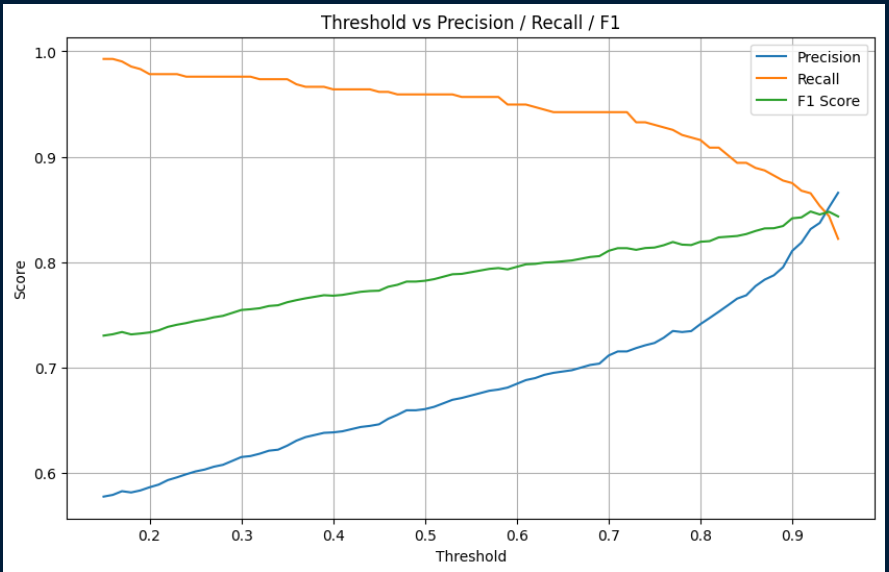 Threshold vs Precision / Recall / F1
Precision
Recall
F1 Score
1.0
0.9
0.8
0.7
0.6
Score
0.2 0.3 0.4 0.5 0.6 0.7 0.8 0.9
Threshold